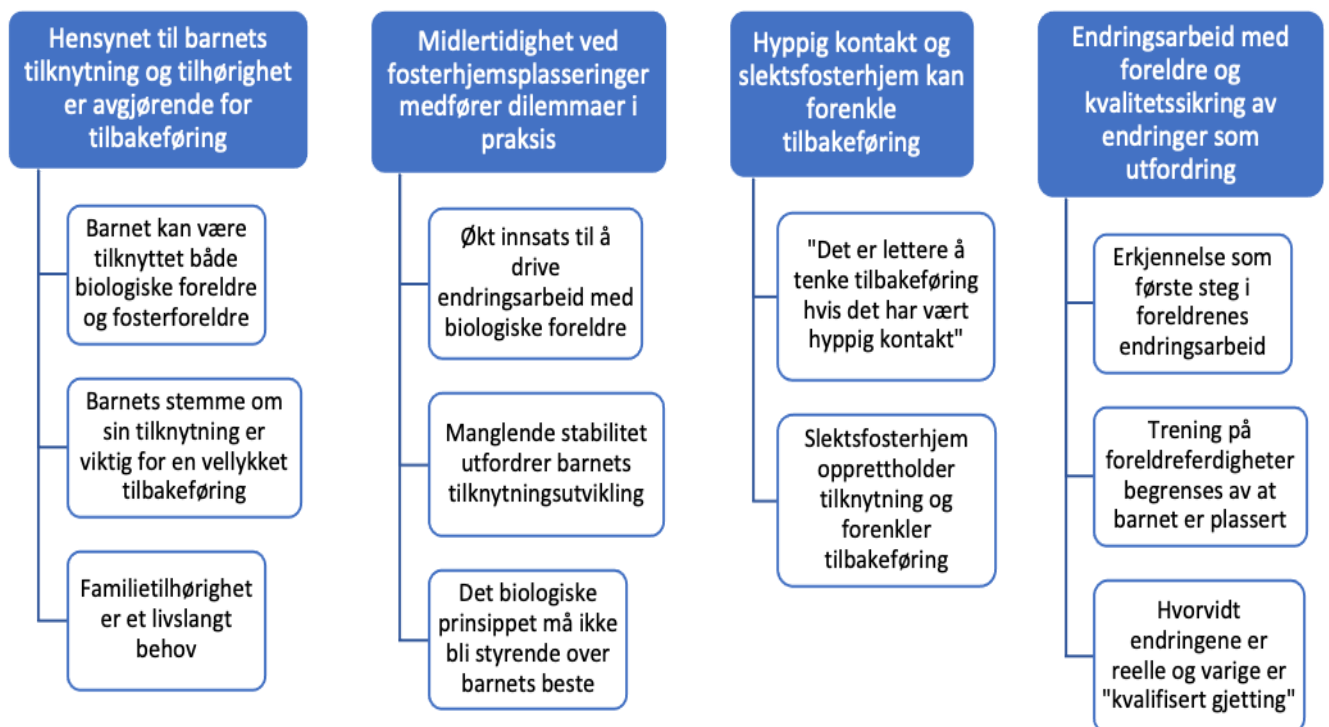 Hensynet til barnets
tilknytning og tilhørighet
er avgjørende for
tilbakeføring
Barnet kan være
tilknyttet både
biologiske foreldre
og fosterforeldre
Barnets stemme om
sin tilknytning er
viktig for en vellykket
tilbakeføring
Familietilhørighet
er et livslangt
behov
Midlertidighet ved
fosterhjemsplasseringer
medfører dilemmaer i
praksis
Økt innsats til å
drive
endringsarbeid med
biologiske foreldre
Manglende stabilitet
utfordrer barnets
tilknytningsutvikling
Det biologiske
prinsippet må ikke
bli styrende over
barnets beste
Hyppig kontakt og
slektsfosterhjem kan
forenkle
tilbakeføring
"Det er lettere å
tenke tilbakeføring
hvis det har vært
hyppig kontakt"
Slektsfosterhjem
opprettholder
tilknytning og
forenkler
tilbakeføring
Endringsarbeid med
foreldre og
kvalitetssikring av
endringer som
utfordring
Erkjennelse som
første steg i
foreldrenes
endringsarbeid
Trening på
foreldreferdigheter
begrenses av at
barnet er plassert
Hvorvidt
endringene er
reelle og varige er
"kvalifisert gjetting"